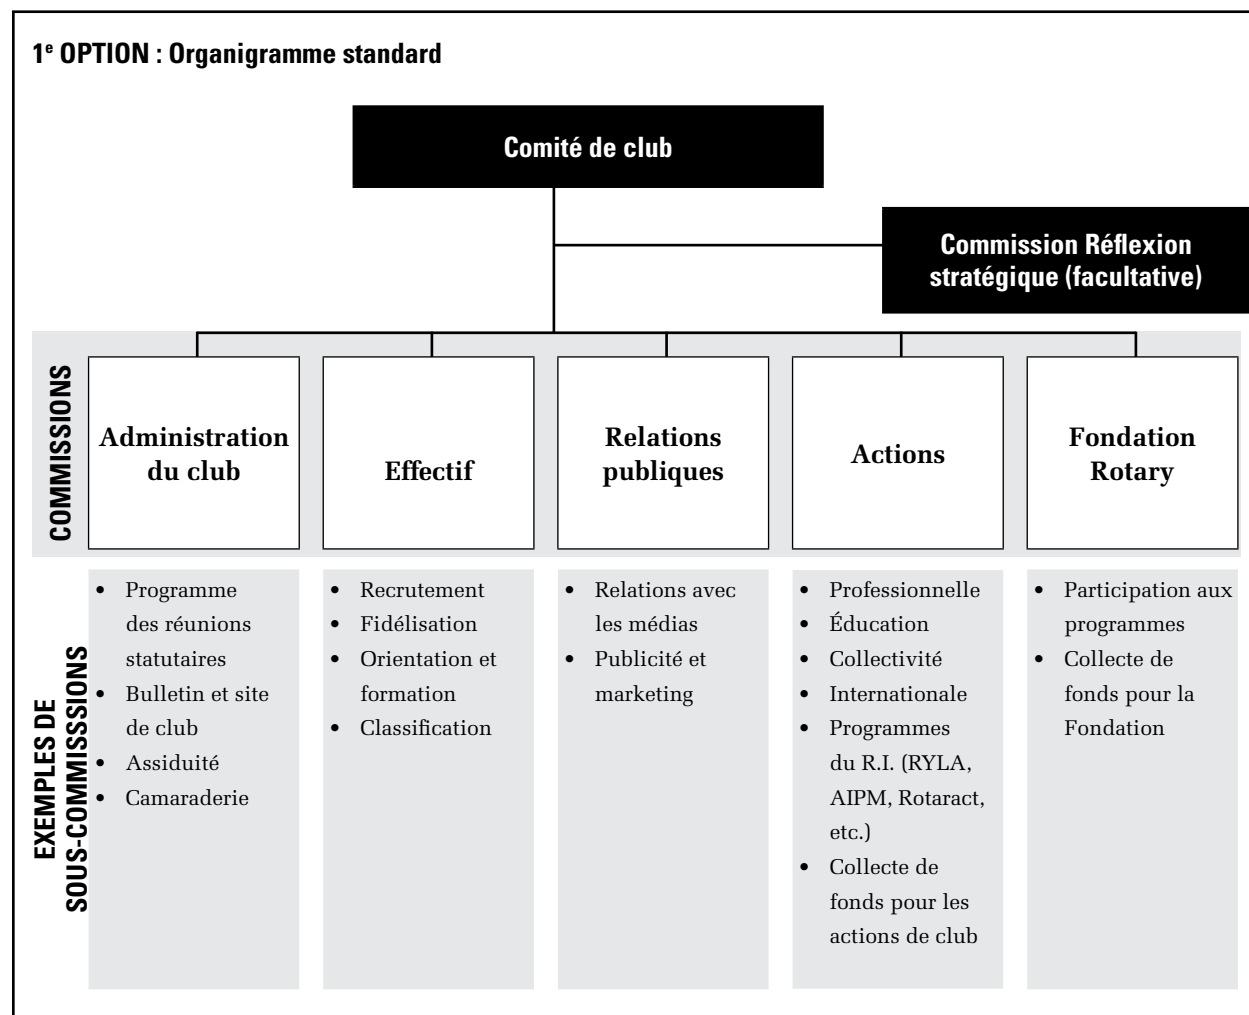 1e OPTION : Organigramme standard
Comité de club
Commission Réflexion
stratégique (facultative)
COMMISSIONS
Administration
du club
Effectif
Relations
publiques
Actions
Fondation
Rotary
EXEMPLES DE
SOUS-COMMISSSIONS
• Programme
des réunions
statutaires
• Bulletin et site
de club
• Assiduité
• Camaraderie
• Recrutement
• Fidélisation
• Orientation et
formation
• Classification
• Relations avec
les médias
• Publicité et
marketing
• Professionnelle
• Éducation
• Collectivité
• Internationale
• Programmes
du R.I. (RYLA,
AIPM, Rotaract,
etc.)
• Collecte de
fonds pour les
actions de club
• Participation aux
programmes
• Collecte de
fonds pour la
Fondation